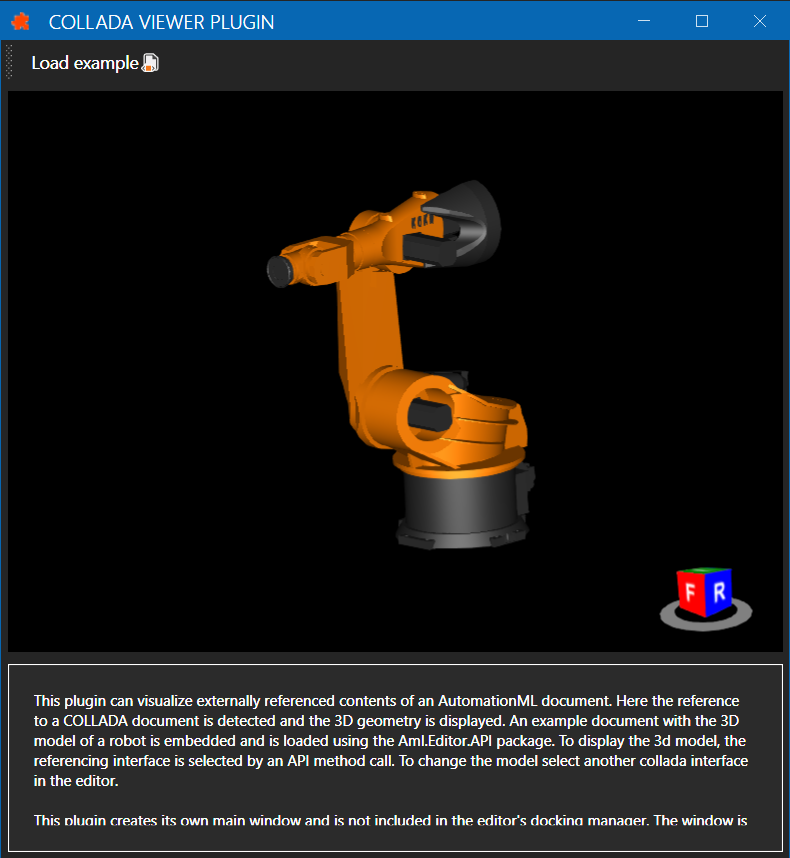 COLLADA VIEWER PLUGIN
Load example
F R
This plugin can visualize externally referenced contents of an AutomationML document. Here the reference
to a COLLADA document is detected and the 3D geometry is displayed. An example document with the 3D
model of a robot is embedded and is loaded using the Aml.Editor.API package. To display the 3d model, the
referencing interface is selected by an API method call. To change the model select another collada interface
in the editor.
This plugin creates its own main window and is not included in the editor's docking manager. The window is